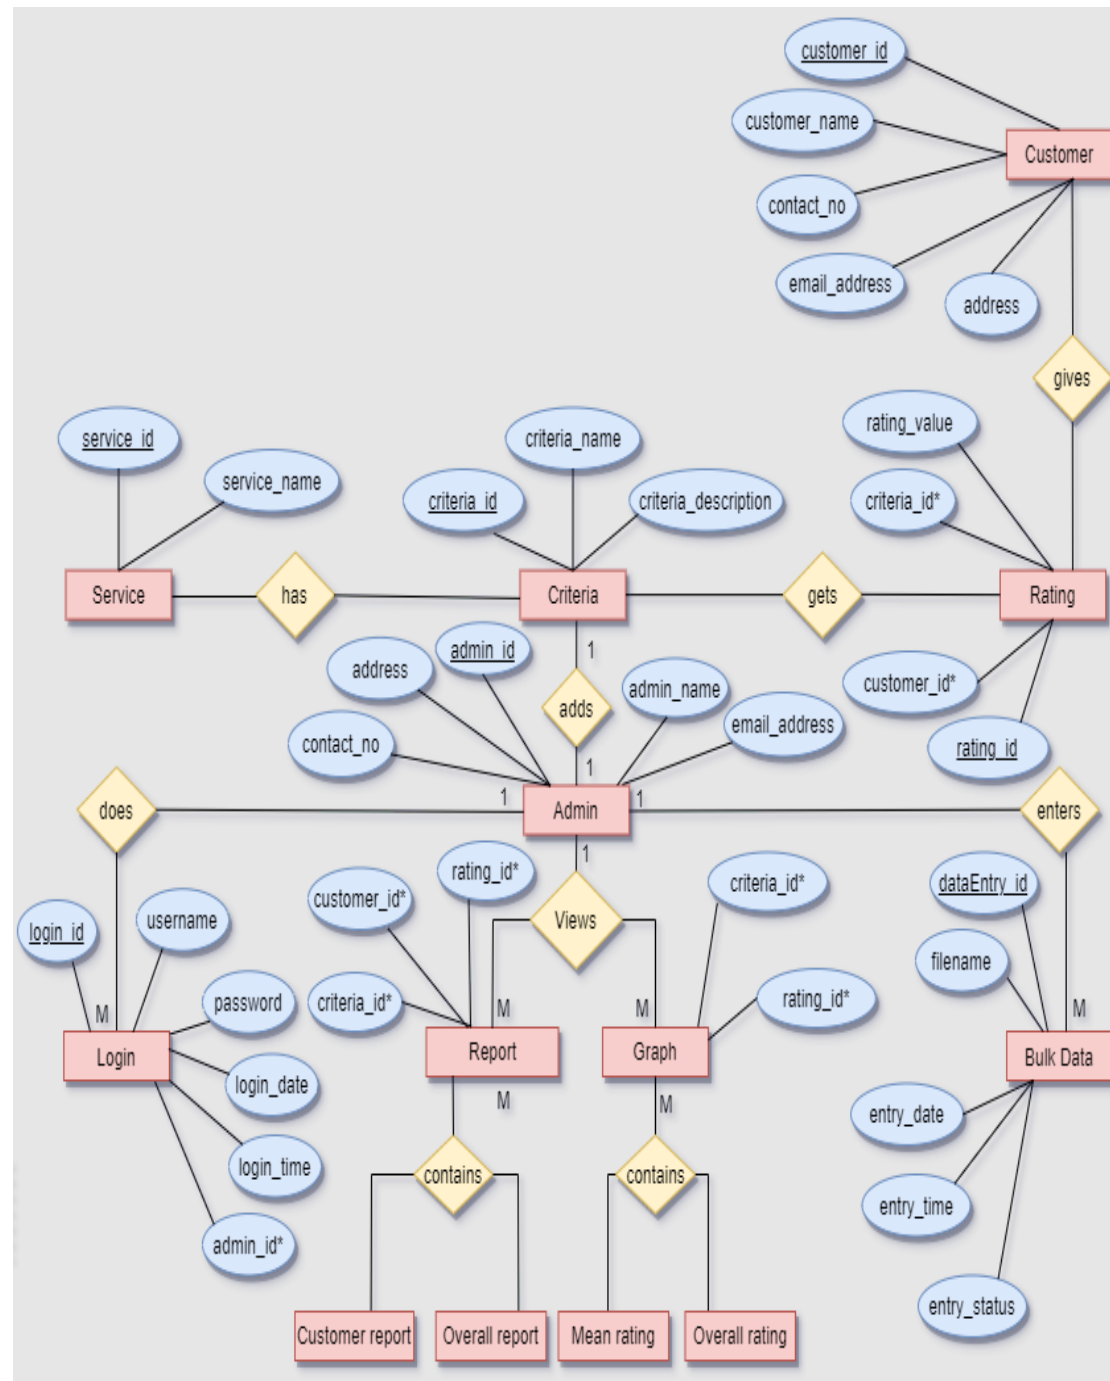 customer_id
customer_name
Customer
contact_no
email_address
address
gives
rating_value
service_id
criteria_name
service_name
criteria_id
criteria_description
criteria_id*
Service
has
Criteria
gets
Rating
1
address
admin_id
admin_name
customer_id*
adds
email_address
contact_no
rating_id
1
does
1
Admin
1
enters
1
rating_id*
criteria_id*
customer_id*
dataEntry_id
Views
login_id
username
filename
password
criteria_id*
rating_id*
M
M
M
M
Login
Report
Graph
Bulk Data
login_date
M
M
entry_date
login_time
contains
contains
entry_time
admin_id*
entry_status
Customer report
Overall report
Mean rating
Overall rating